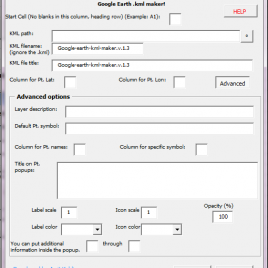 Google Earth .kml maker!
HELP
Start Cell (No blanks in this column, heading row) (Example: A1):
KML path:
KML filename: Google-earth-kml-maker.v.1.3
(ignore the .kml)
KML file title: Google-earth-kml-maker.v.1.3
Column for Pt. Lat:
Column for Pt. Lon:
Advanced
Advanced options
Layer description:
Default Pt. symbol:
Column for Pt. names:
Column for specific symbol:
Title on Pt.
popups:
Opacity (%)
Label scale 1
Icon scale 1
100
Label color
Icon color
You can put additional
information inside the popup.
through